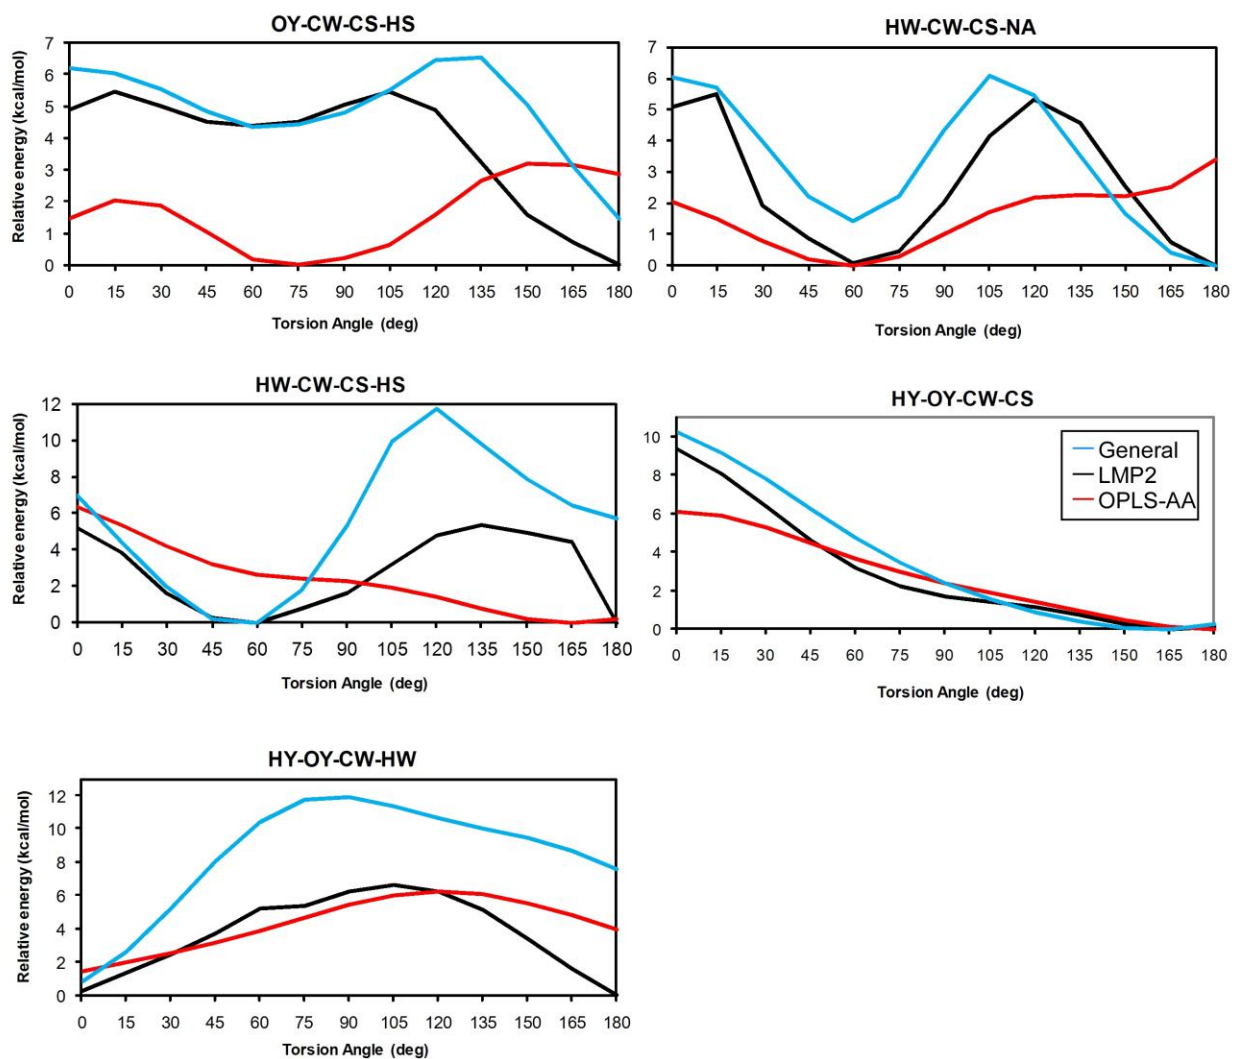 OY-CW-CS-HS
7
6
5
4
3
2
1
0
Relative energy (kcal/mol)
0 15 30 45 60 75 90 105 120 135 150 165 180
Torsion Angle (deg)
HW-CW-CS-NA
7
6
5
4
3
2
1
0
0 15 30 45 60 75 90 105 120 135 150 165 180
Torsion Angle (deg)
HW-CW-CS-HS
12
10
8
6
4
2
0
Relative energy (kcal/mol)
0 15 30 45 60 75 90 105 120 135 150 165 180
Torsion Angle (deg)
HY-OY-CW-CS
10
8
6
4
2
0
General
LMP2
OPLS-AA
0 15 30 45 60 75 90 105 120 135 150 165 180
Torsion Angle (deg)
HY-OY-CW-HW
12
10
8
6
4
2
0
Relative energy (kcal/mol)
0 15 30 45 60 75 90 105 120 135 150 165 180
Torsion Angle (deg)